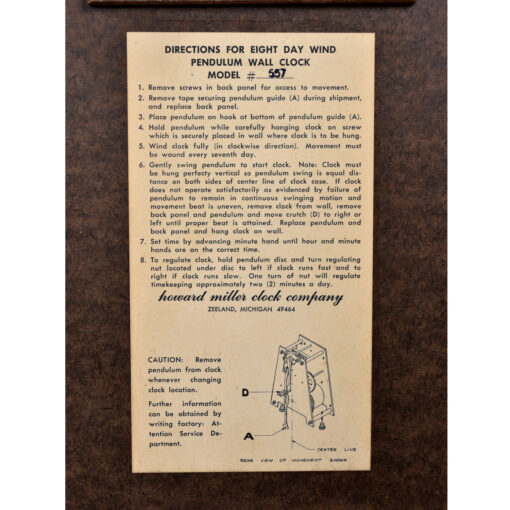 DIRECTIONS FOR EIGHT DAY WIND
PENDULUM WALL CLOCK
MODEL # 557
1. Remove screws in back panel for access to movement.
2. Remove tape securing pendulum guide (A) during shipment,
and replace back panel.
3. Place pendulum on hook at bottom of pendulum guide (A).
4. Hold pendulum while carefully hanging clock on screw
which is securely placed in wall where clock is to be hung.
5. Wind clock fully (in clockwise direction). Movement must
be wound every seventh day.
6. Gently swing pendulum to start clock. Note: Clock must
be hung perfectly vertical so pendulum swing is equal dis-
tance on both sides of center line of clock case. If clock
does not operate satisfactorily as evidenced by failure of
pendulum to remain in continuous swinging motion and
movement beat is uneven, remove clock from wall, remove
back panel and pendulum and move crutch (D) to right or
left until proper beat is attained. Replace pendulum and
back panel and hang clock on wall.
7. Set time by advancing minute hand until hour and minute
hands are on the correct time.
8. To regulate clock, hold pendulum disc and turn regulating
nut located under disc to left if clock runs fast and to
right if clock runs slow. One turn of nut will regulate
timekeeping approximately two (2) minutes a day.
howard miller clock company
ZEELAND, MICHIGAN 49464
CAUTION: Remove
pendulum from clock
whenever changing
clock location.
Further information
can be obtained by
writing factory: At-
tention Service De-
partment.
D
A
CENTER LINE
REAR VIEW OF MOVEMENT SHOWN